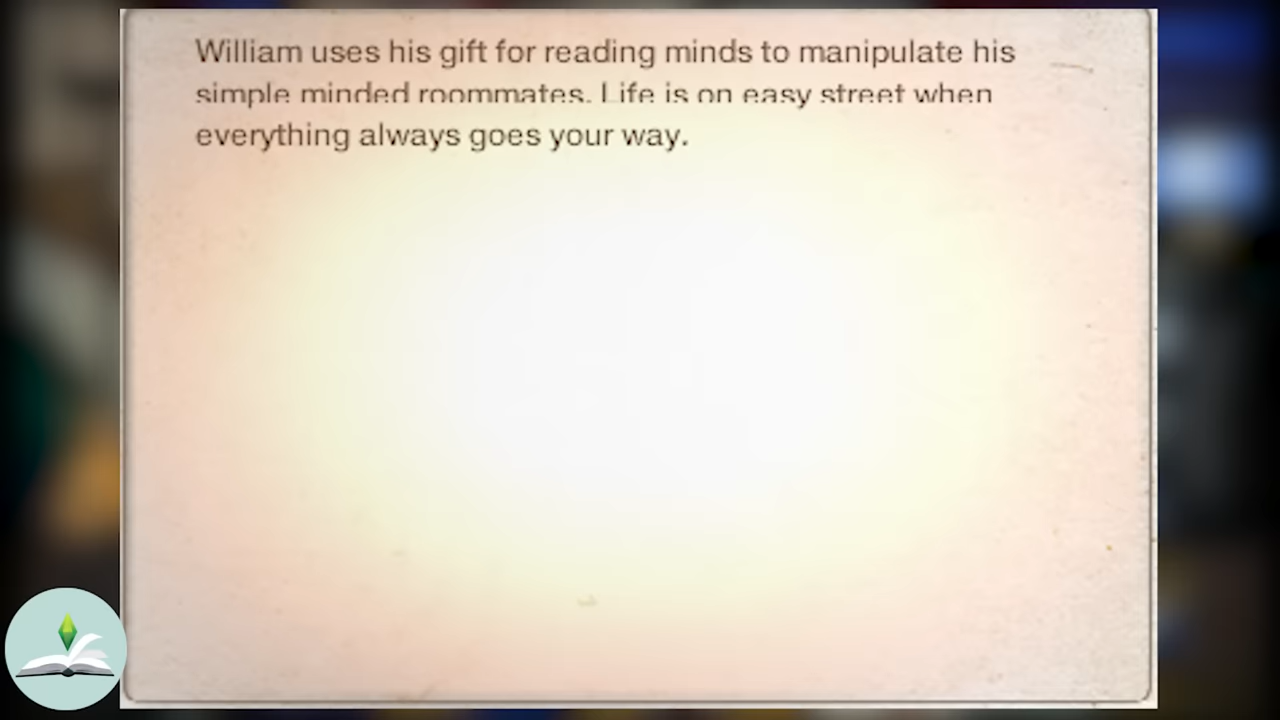 William uses his gift for reading minds to manipulate his
simple minded roommates. Life is on easy street when
everything always goes your way.